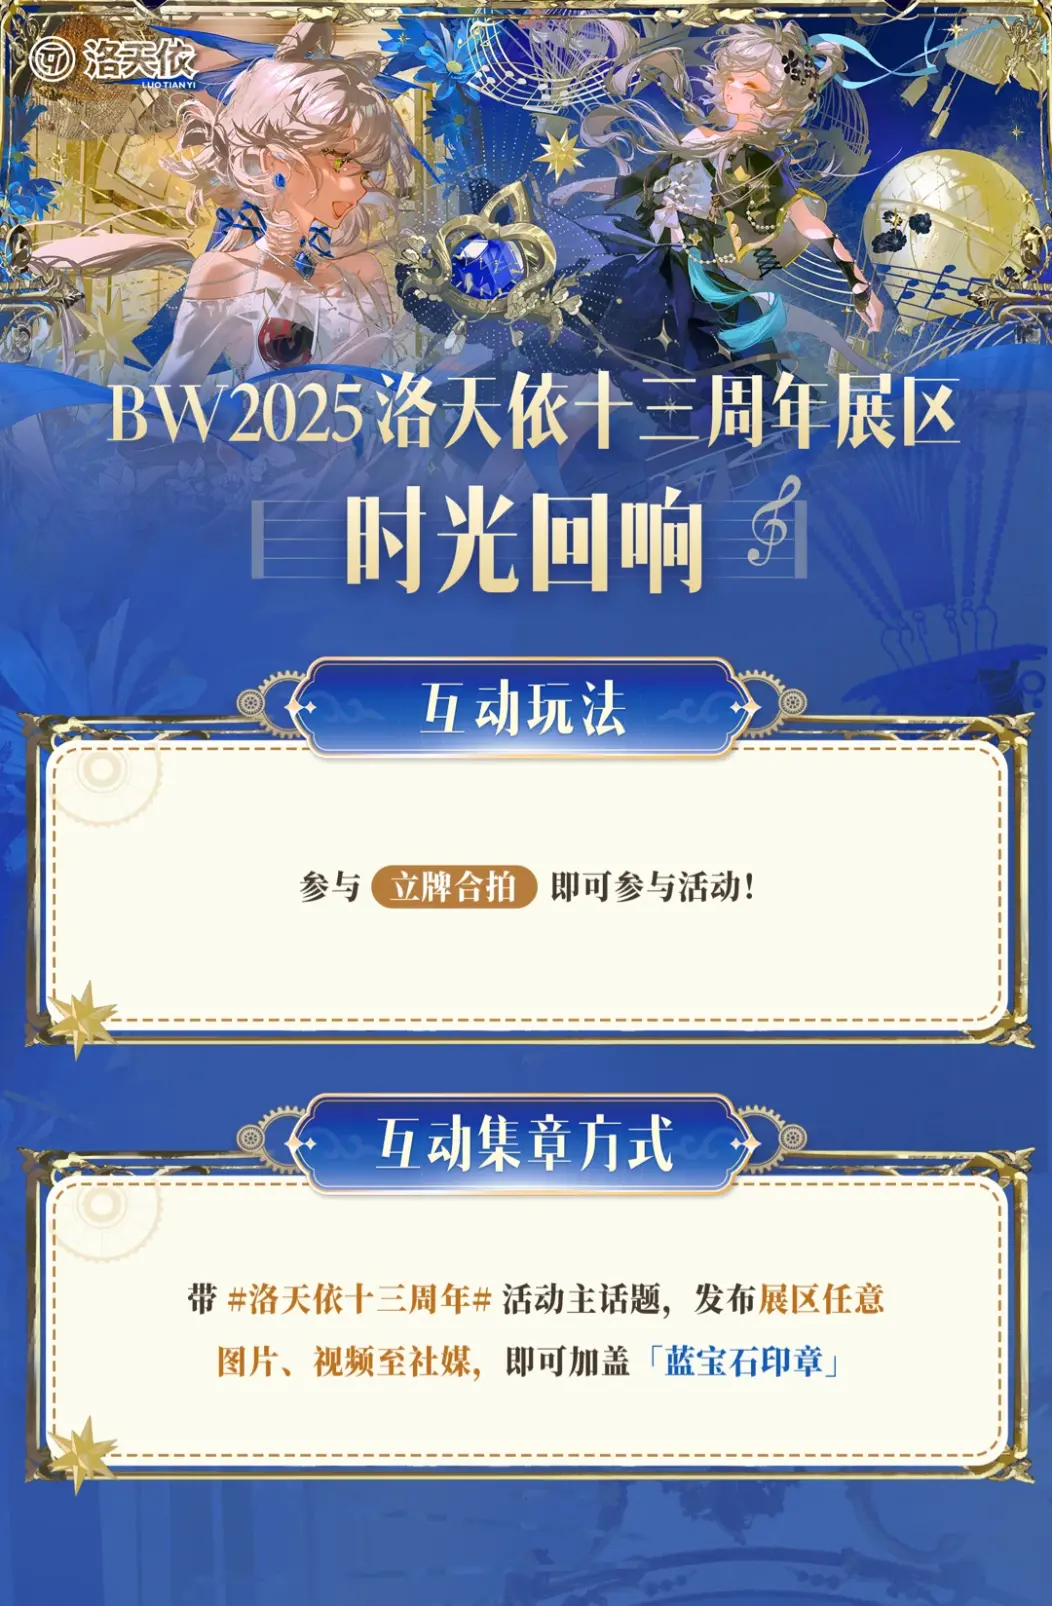 洛天依
LUO TIANYI
BW2025洛天依十三周年展区
时光回响
互动玩法
参与 立牌合拍 即可参与活动！
互动集章方式
带 #洛天依十三周年# 活动主话题，发布展区任意
图片、视频至社媒，即可加盖「蓝宝石印章」